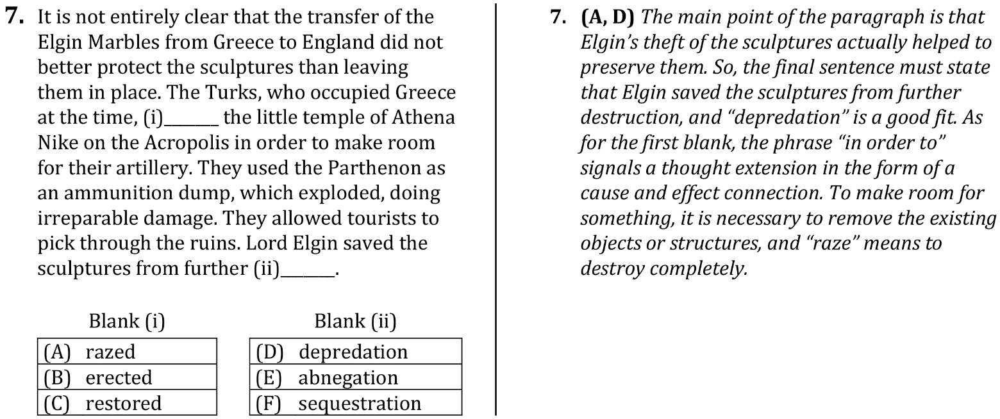 7. It is not entirely clear that the transfer of the
Elgin Marbles from Greece to England did not
better protect the sculptures than leaving
them in place. The Turks, who occupied Greece
at the time, (i)______ the little temple of Athena
Nike on the Acropolis in order to make room
for their artillery. They used the Parthenon as
an ammunition dump, which exploded, doing
irreparable damage. They allowed tourists to
pick through the ruins. Lord Elgin saved the
sculptures from further (ii)______.
Blank (i)
(A) razed
(B) erected
(C) restored
Blank (ii)
(D) depredation
(E) abnegation
(F) sequestration
7. (A, D) The main point of the paragraph is that
Elgin’s theft of the sculptures actually helped to
preserve them. So, the final sentence must state
that Elgin saved the sculptures from further
destruction, and “depredation” is a good fit. As
for the first blank, the phrase “in order to”
signals a thought extension in the form of a
cause and effect connection. To make room for
something, it is necessary to remove the existing
objects or structures, and “raze” means to
destroy completely.